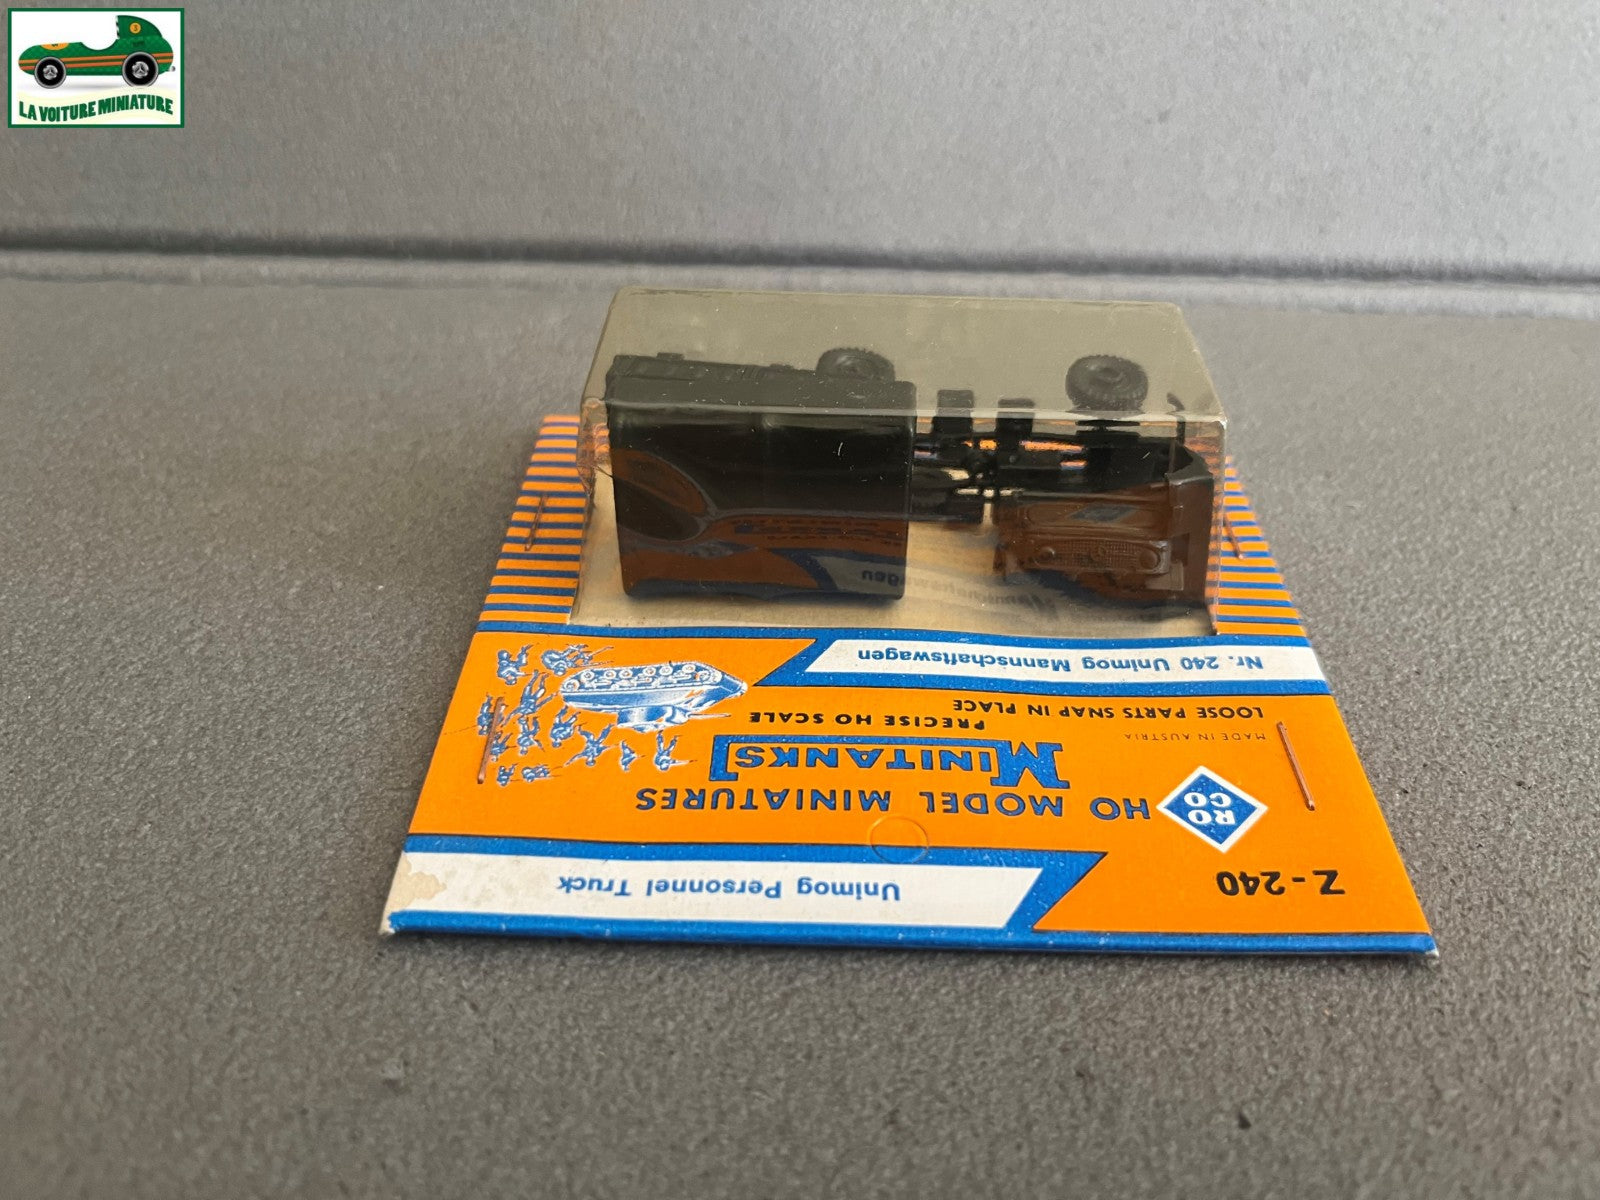 LA VOITURE MINIATURE
Z-240
Unimog Personnel Truck
RO
CO
HO MODEL MINIATURES
MINITANKS
MADE IN AUSTRIA
PRECISE HO SCALE
LOOSE PARTS SNAP IN PLACE
Nr. 240 Unimog Mannschaftswagen